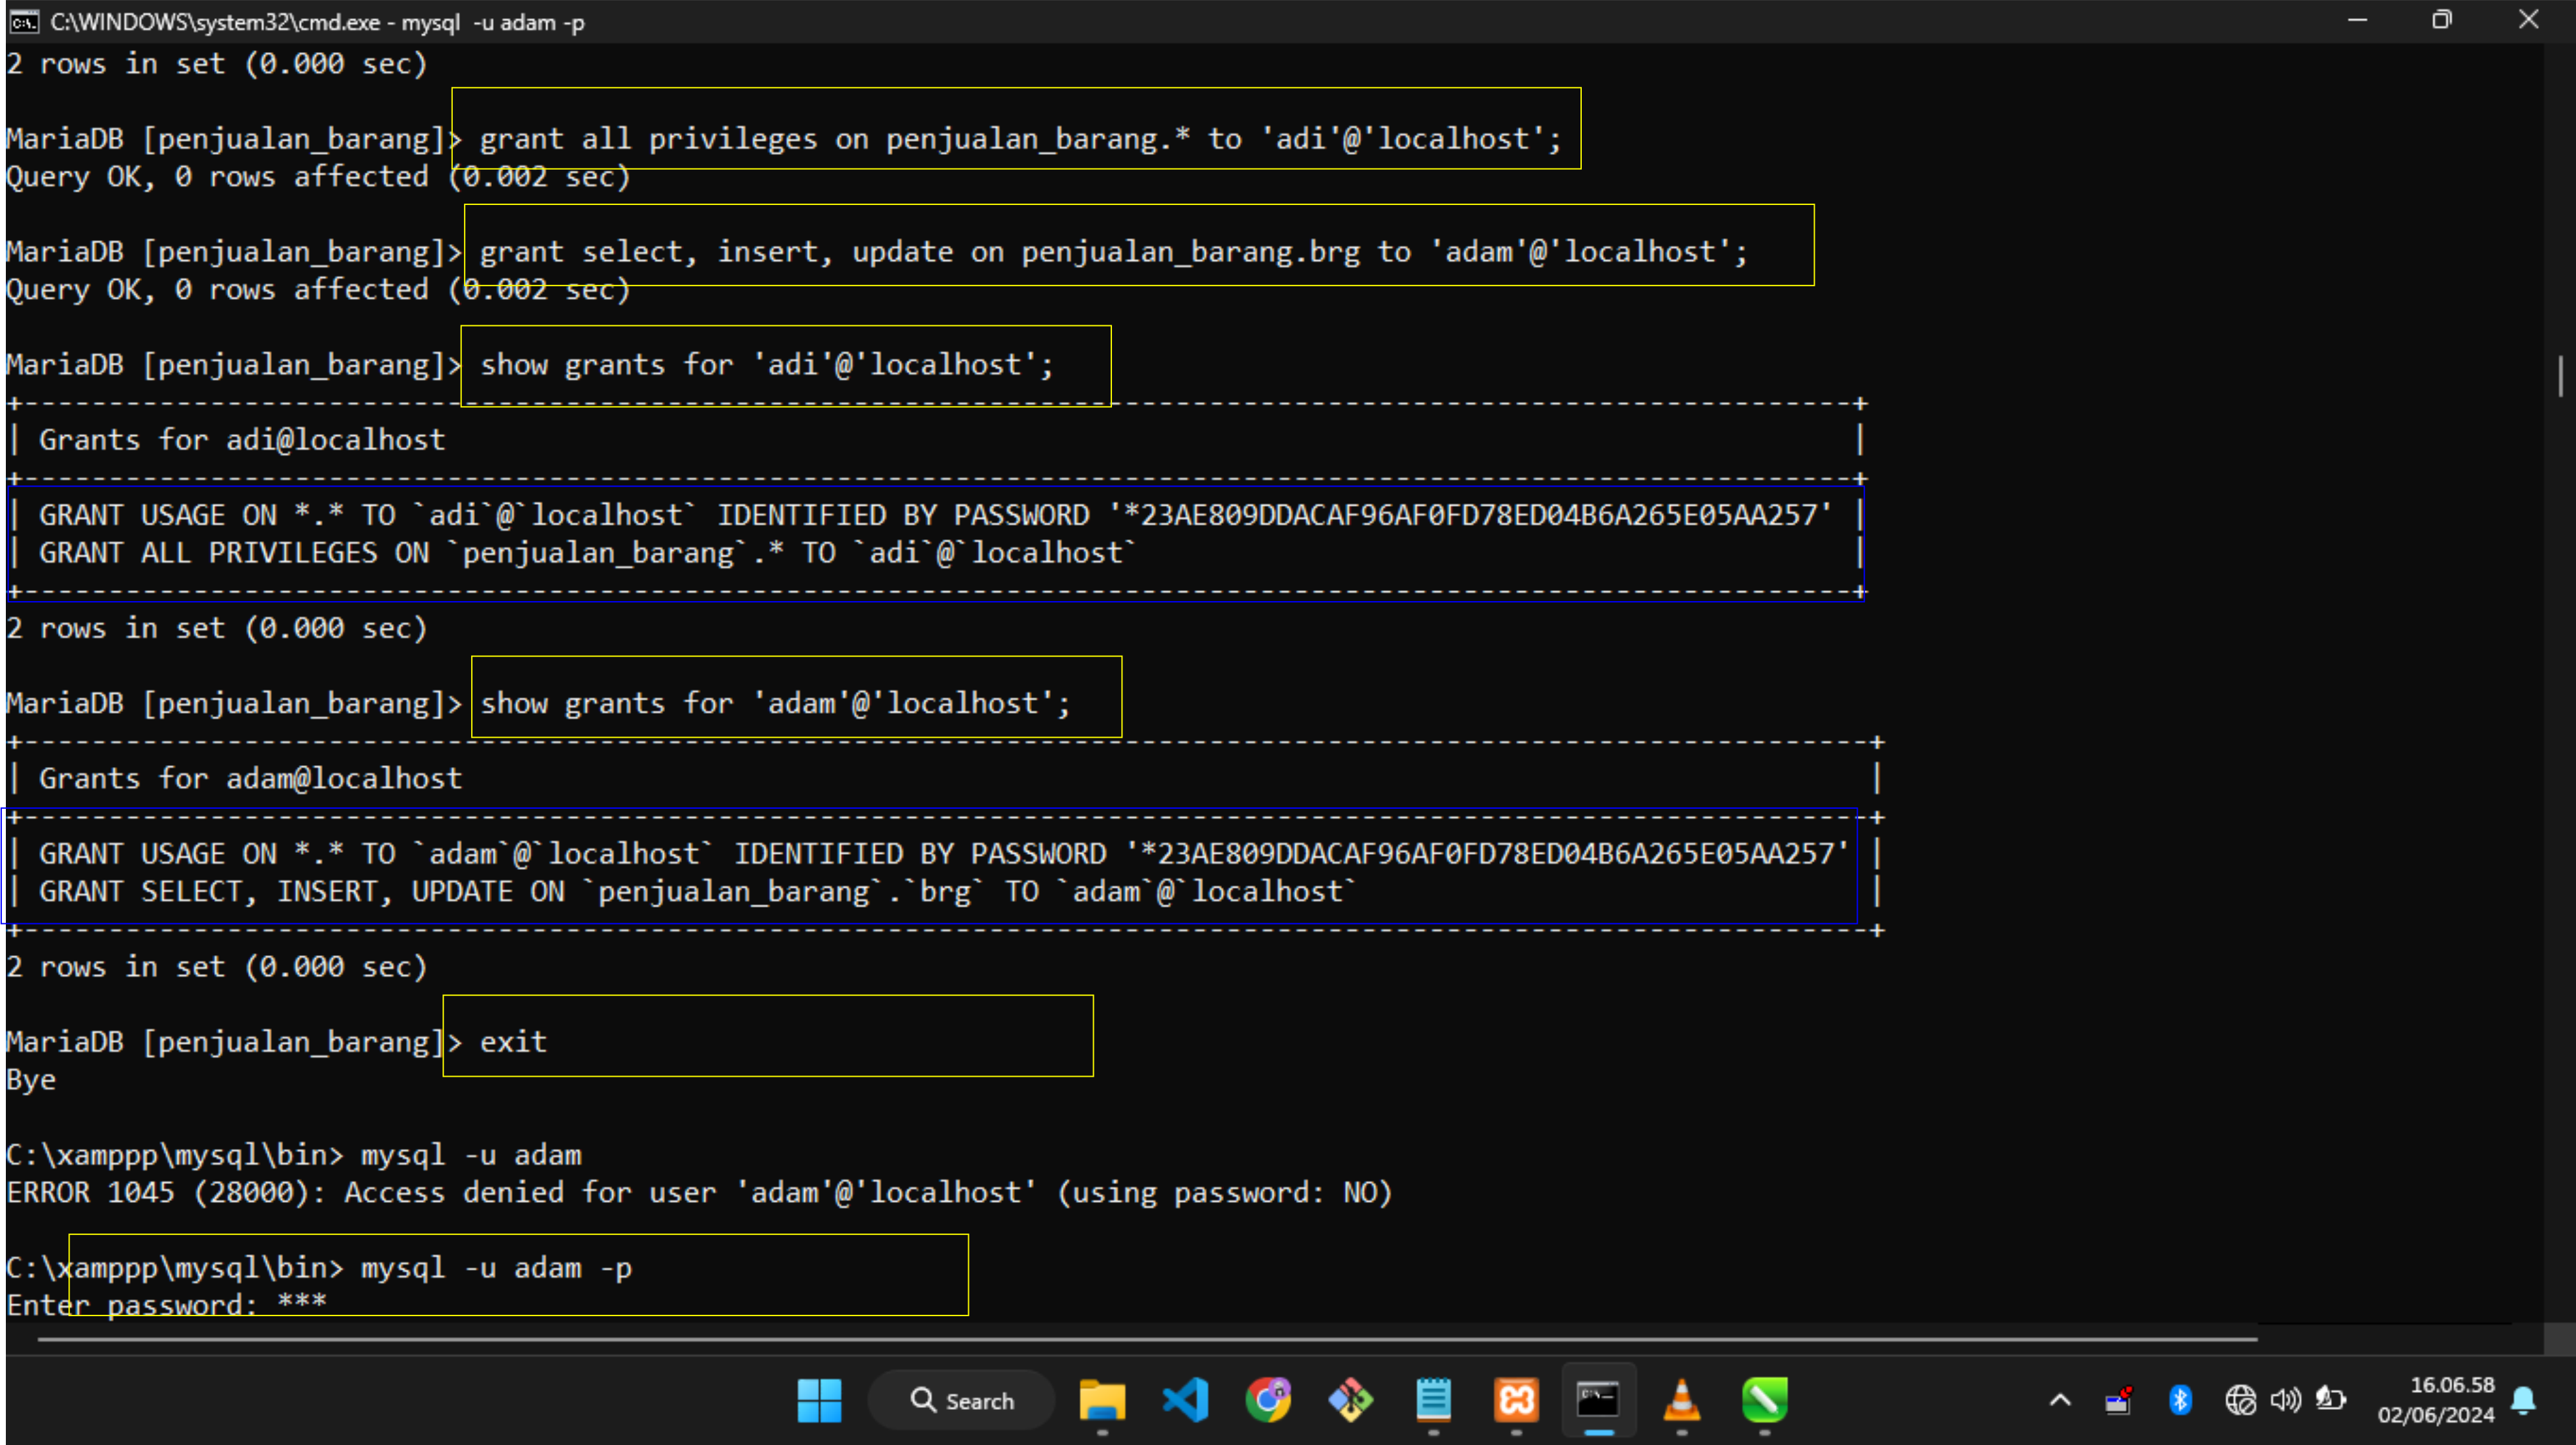 C:\WINDOWS\system32\cmd.exe - mysql  -u adam -p
2 rows in set (0.000 sec)
MariaDB [penjualan_barang]> grant all privileges on penjualan_barang.* to 'adi'@'localhost';
Query OK, 0 rows affected (0.002 sec)
MariaDB [penjualan_barang]> grant select, insert, update on penjualan_barang.brg to 'adam'@'localhost';
Query OK, 0 rows affected (0.002 sec)
MariaDB [penjualan_barang]> show grants for 'adi'@'localhost';
| Grants for adi@localhost |
| GRANT USAGE ON *.* TO `adi`@`localhost` IDENTIFIED BY PASSWORD '*23AE809DDACAF96AF0FD78ED04B6A265E05AA257' |
| GRANT ALL PRIVILEGES ON `penjualan_barang`.* TO `adi`@`localhost` |
2 rows in set (0.000 sec)
MariaDB [penjualan_barang]> show grants for 'adam'@'localhost';
| Grants for adam@localhost |
| GRANT USAGE ON *.* TO `adam`@`localhost` IDENTIFIED BY PASSWORD '*23AE809DDACAF96AF0FD78ED04B6A265E05AA257' |
| GRANT SELECT, INSERT, UPDATE ON `penjualan_barang`.`brg` TO `adam`@`localhost` |
2 rows in set (0.000 sec)
MariaDB [penjualan_barang]> exit
Bye
C:\xamppp\mysql\bin> mysql -u adam
ERROR 1045 (28000): Access denied for user 'adam'@'localhost' (using password: NO)
C:\xamppp\mysql\bin> mysql -u adam -p
Enter password: ***
Search
16.06.58
02/06/2024